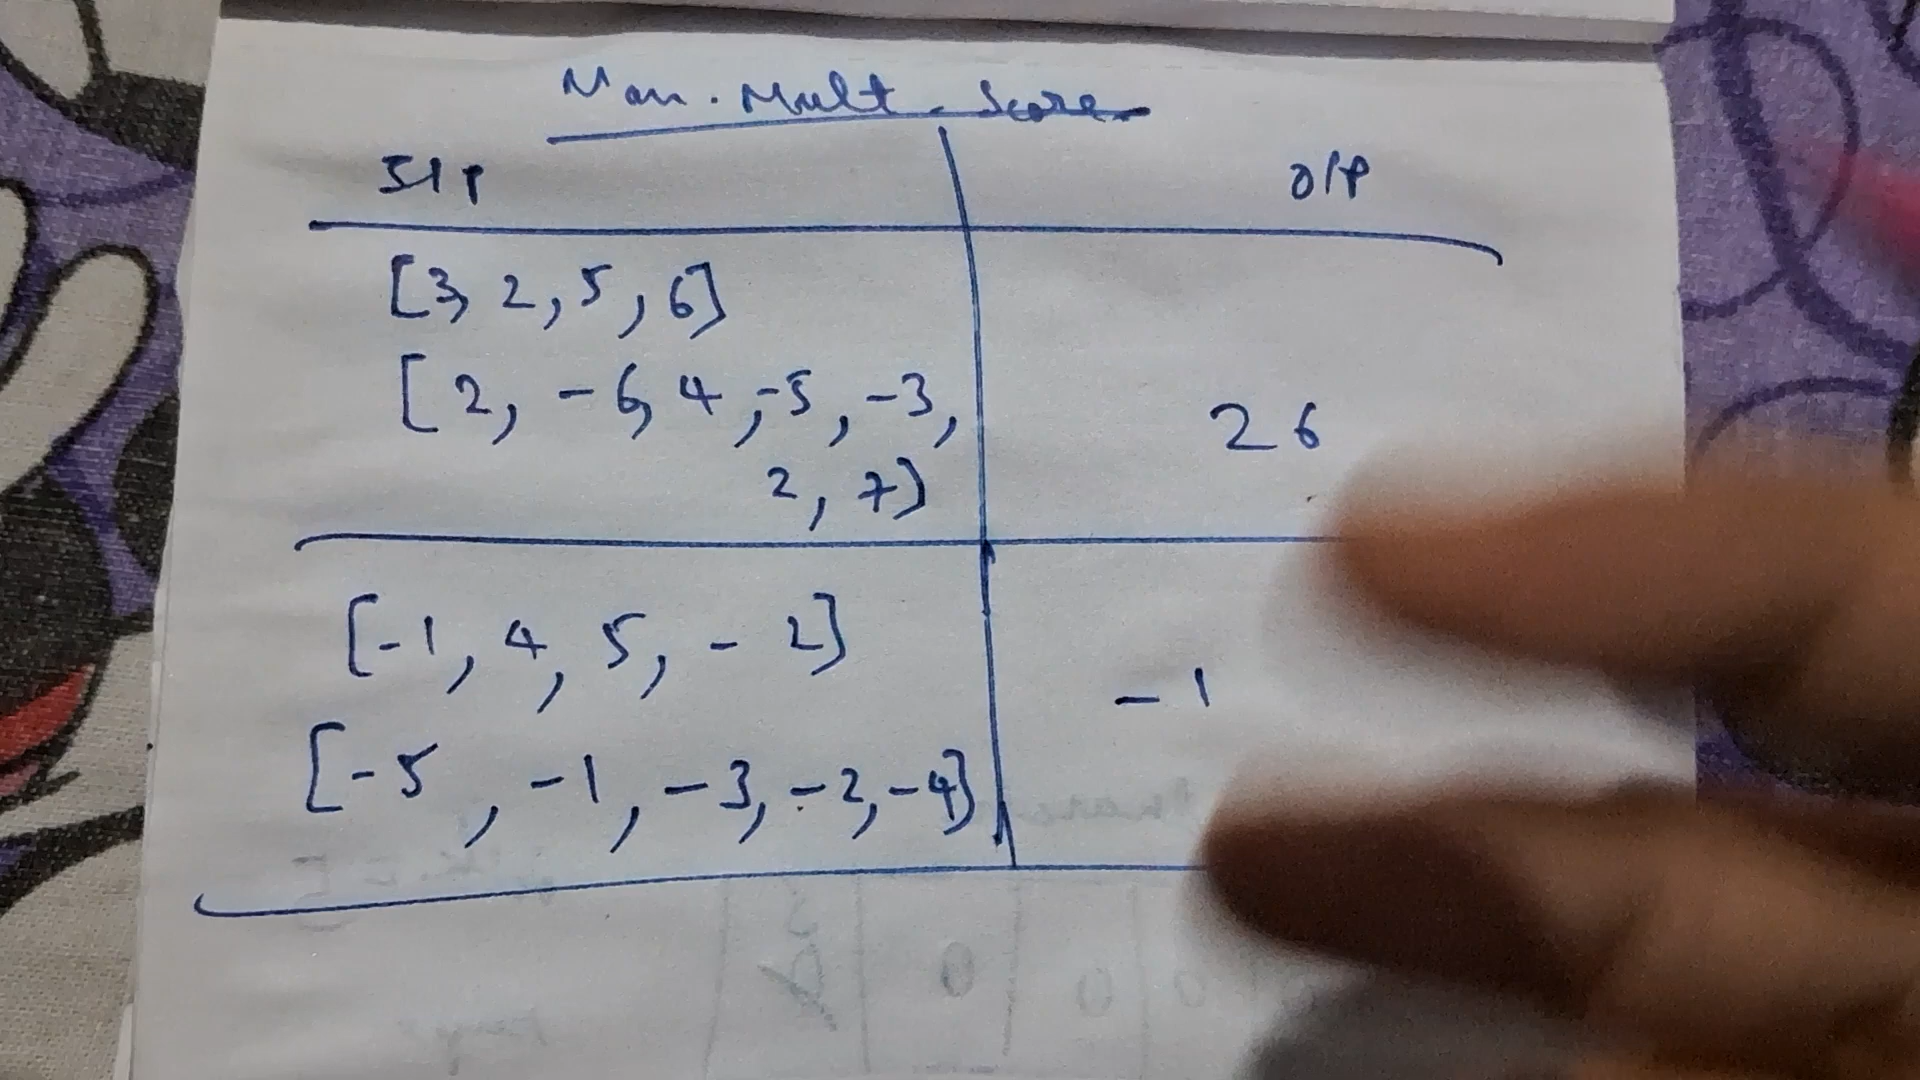 Max. Mult. Score
I/P O/P
[3, 2, 5, 6]
[2, -6, 4, -5, -3,
2, 7]
26
[-1, 4, 5, -2]
[-5, -1, -3, -2, -4]
-1